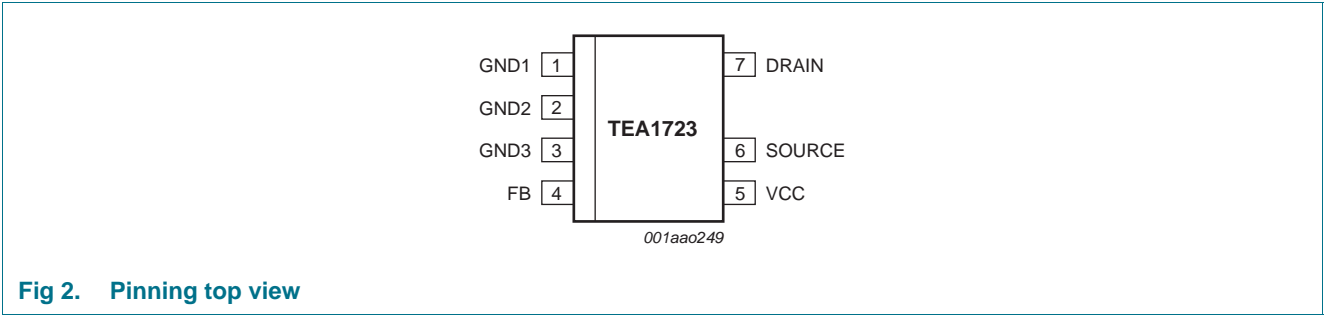 GND1 1 7 DRAIN
GND2 2
TEA1723
GND3 3 6 SOURCE
FB 4 5 VCC
001aao249
Fig 2. Pinning top view